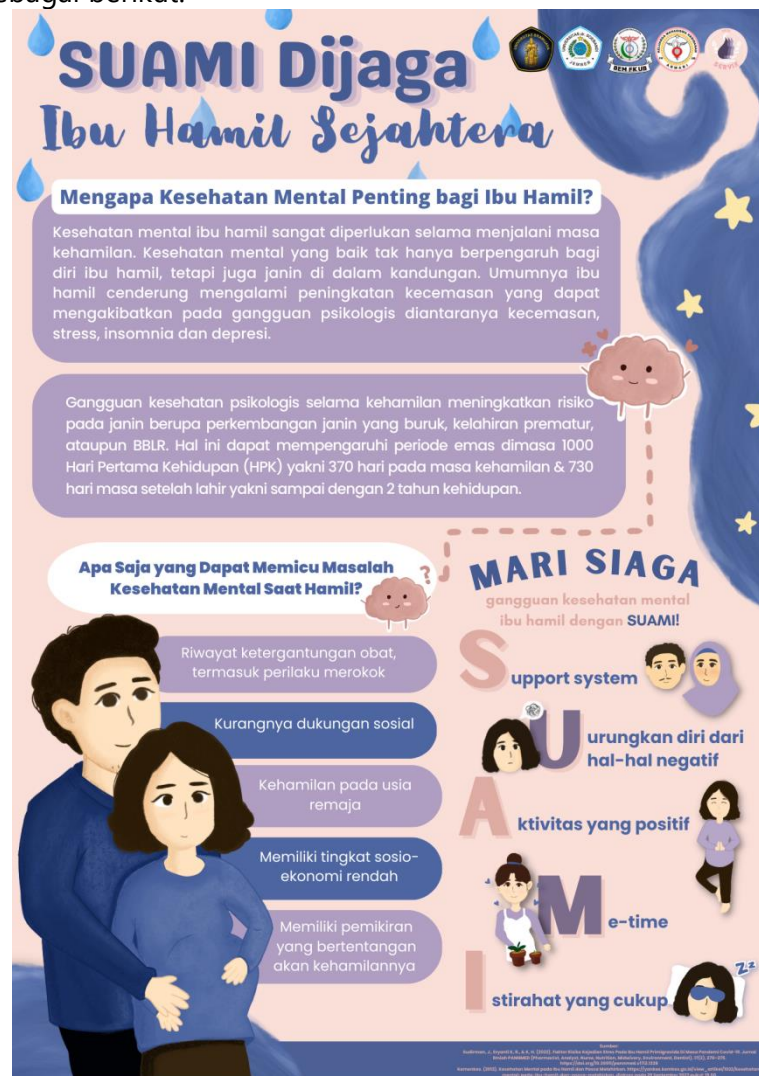 sebagai berikut.
SUAMI Dijaga
Ibu Hamil Sejahtera
BEM FKUB
Mengapa Kesehatan Mental Penting bagi Ibu Hamil?
Kesehatan mental ibu hamil sangat diperlukan selama menjalani masa
kehamilan. Kesehatan mental yang baik tak hanya berpengaruh bagi
diri ibu hamil, tetapi juga janin di dalam kandungan. Umumnya ibu
hamil cenderung mengalami peningkatan kecemasan yang dapat
mengakibatkan pada gangguan psikologis diantaranya kecemasan,
stress, insomnia dan depresi.
Gangguan kesehatan psikologis selama kehamilan meningkatkan risiko
pada janin berupa perkembangan janin yang buruk, kelahiran prematur,
ataupun BBLR. Hal ini dapat mempengaruhi periode emas dimasa 1000
Hari Pertama Kehidupan (HPK) yakni 370 hari pada masa kehamilan & 730
hari masa setelah lahir yakni sampai dengan 2 tahun kehidupan.
Apa Saja yang Dapat Memicu Masalah
Kesehatan Mental Saat Hamil?
?
Riwayat ketergantungan obat,
termasuk perilaku merokok
Kurangnya dukungan sosial
Kehamilan pada usia
remaja
Memiliki tingkat sosio-
ekonomi rendah
Memiliki pemikiran
yang bertentangan
akan kehamilannya
MARI SIAGA
gangguan kesehatan mental
ibu hamil dengan SUAMI!
Support system
Uurungkan diri dari
hal-hal negatif
Aktivitas yang positif
Me-time
Istirahat yang cukup
Zzz
Sumber: